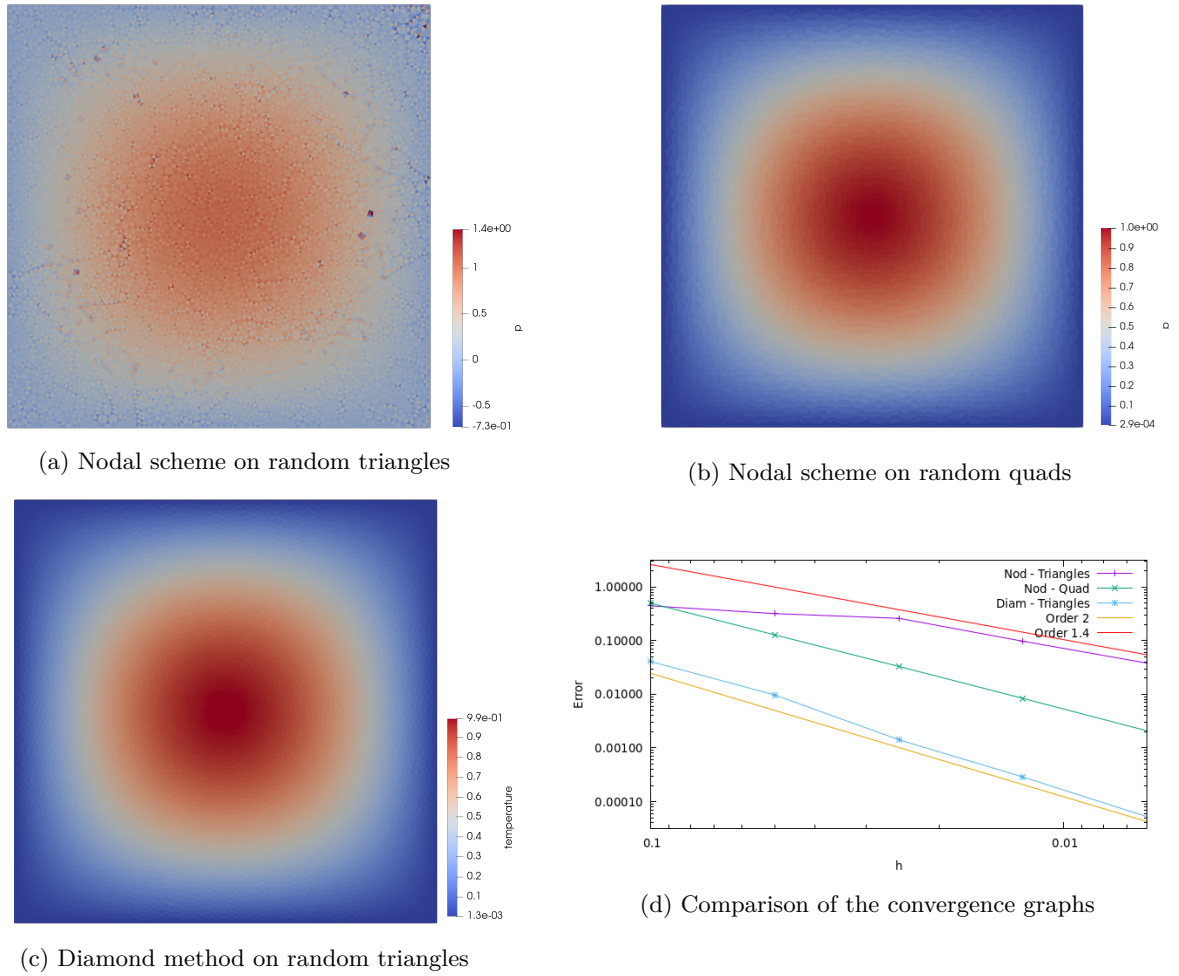 1.4e+00
1
0.5
0
-0.5
-7.3e-01
p
(a) Nodal scheme on random triangles
1.0e+00
0.9
0.8
0.7
0.6
0.5
0.4
0.3
0.2
0.1
2.9e-04
(b) Nodal scheme on random quads
9.9e-01
0.9
0.8
0.7
0.6
0.5
0.4
0.3
0.2
0.1
1.3e-03
temperature
(c) Diamond method on random triangles
Nod - Triangles
Nod - Quad
Diam - Triangles
Order 2
Order 1.4
1.00000
0.10000
0.01000
0.00100
0.00010
Error
0.1
0.01
h
(d) Comparison of the convergence graphs